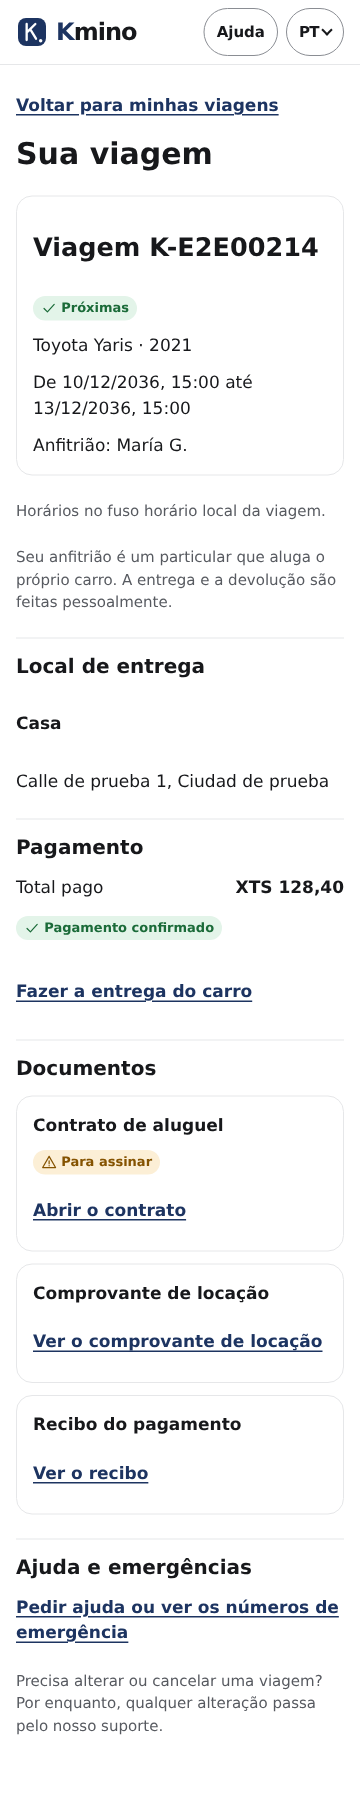 Kmino
Ajuda
PT
Voltar para minhas viagens
Sua viagem
Viagem K-E2E00214
Próximas
Toyota Yaris · 2021
De 10/12/2036, 15:00 até
13/12/2036, 15:00
Anfitrião: María G.
Horários no fuso horário local da viagem.
Seu anfitrião é um particular que aluga o
próprio carro. A entrega e a devolução são
feitas pessoalmente.
Local de entrega
Casa
Calle de prueba 1, Ciudad de prueba
Pagamento
Total pago XTS 128,40
Pagamento confirmado
Fazer a entrega do carro
Documentos
Contrato de aluguel
Para assinar
Abrir o contrato
Comprovante de locação
Ver o comprovante de locação
Recibo do pagamento
Ver o recibo
Ajuda e emergências
Pedir ajuda ou ver os números de
emergência
Precisa alterar ou cancelar uma viagem?
Por enquanto, qualquer alteração passa
pelo nosso suporte.